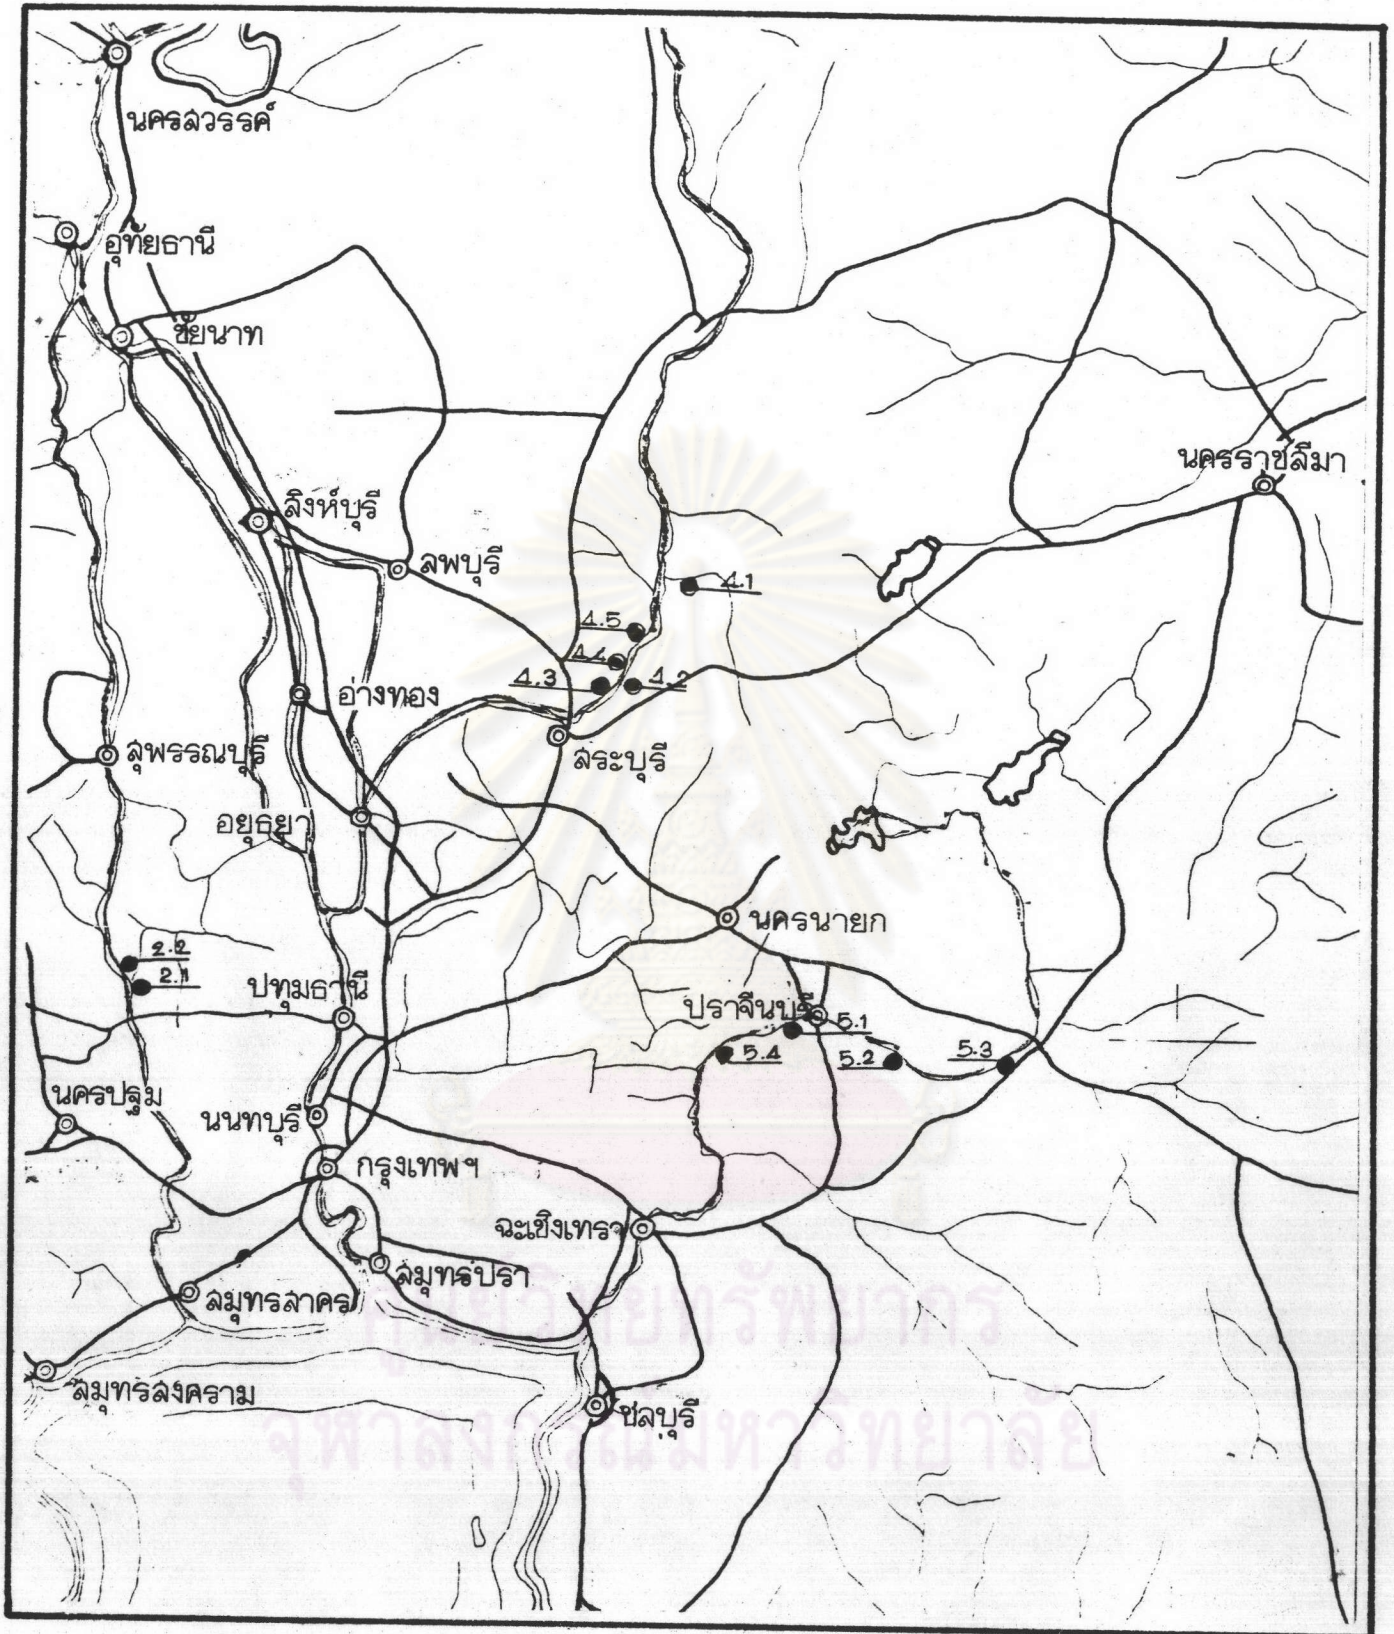 นครสวรรค์
อุทัยธานี
ชัยนาท
นครราชสีมา
สิงห์บุรี
ลพบุรี
4.1
4.5
4.4
4.3
4.2
อ่างทอง
สุพรรณบุรี
สระบุรี
อยุธยา
นครนายก
2.2
2.1
ปทุมธานี
ปราจีนบุรี
5.1
5.4
5.2
5.3
นครปฐม
นนทบุรี
กรุงเทพฯ
ฉะเชิงเทรา
สมุทรปรา
สมุทรสาคร
ศูนย์วิทยทรัพยากร
สมุทรสงคราม
ชลบุรี
จุฬาลงกรณ์มหาวิทยาลัย